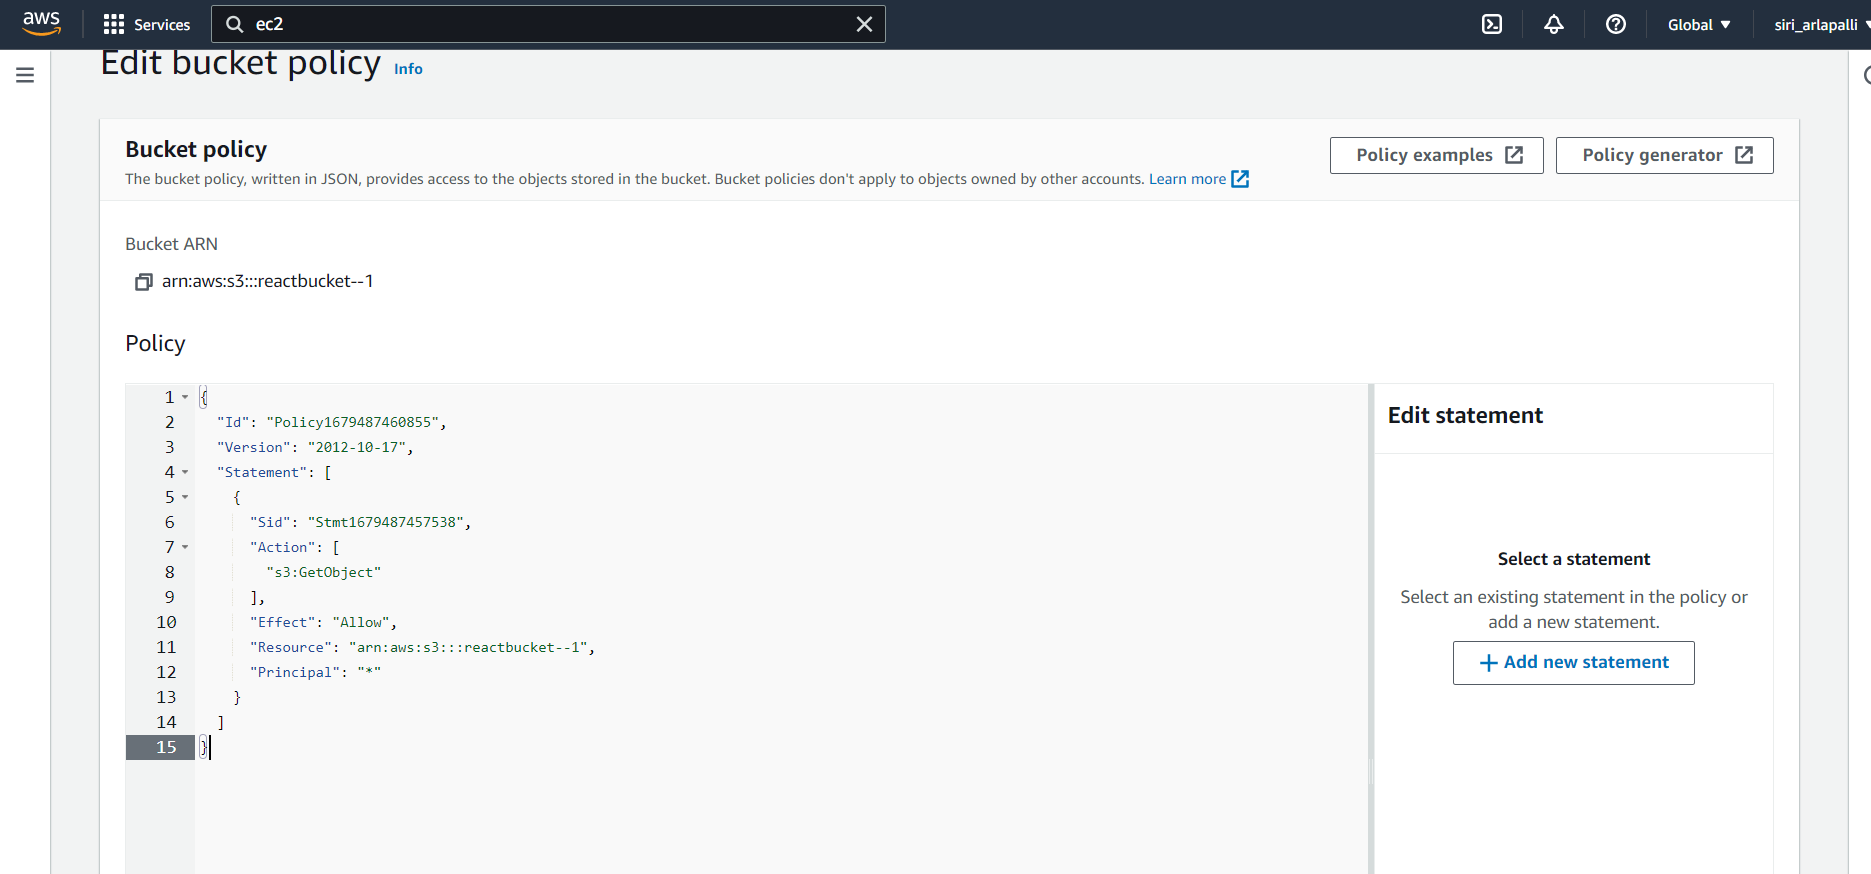 aws
Services
ec2
Global
siri_arlapalli
Edit bucket policy Info
Bucket policy
Policy examples
Policy generator
The bucket policy, written in JSON, provides access to the objects stored in the bucket. Bucket policies don't apply to objects owned by other accounts. Learn more
Bucket ARN
arn:aws:s3:::reactbucket--1
Policy
1 {
2 "Id": "Policy1679487460855",
3 "Version": "2012-10-17",
4 "Statement": [
5 {
6 "Sid": "Stmt1679487457538",
7 "Action": [
8 "s3:GetObject"
9 ],
10 "Effect": "Allow",
11 "Resource": "arn:aws:s3:::reactbucket--1",
12 "Principal": "*"
13 }
14 ]
15 }
Edit statement
Select a statement
Select an existing statement in the policy or
add a new statement.
+ Add new statement